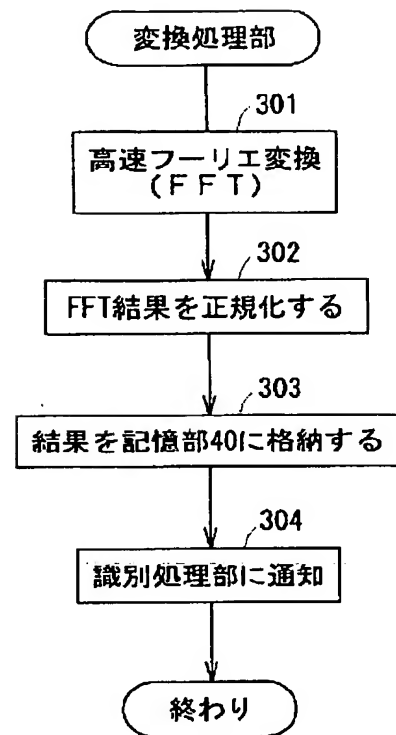 変換処理部
301
高速フーリエ変換
(FFT)
302
FFT結果を正規化する
303
結果を記憶部40に格納する
304
識別処理部に通知
終わり